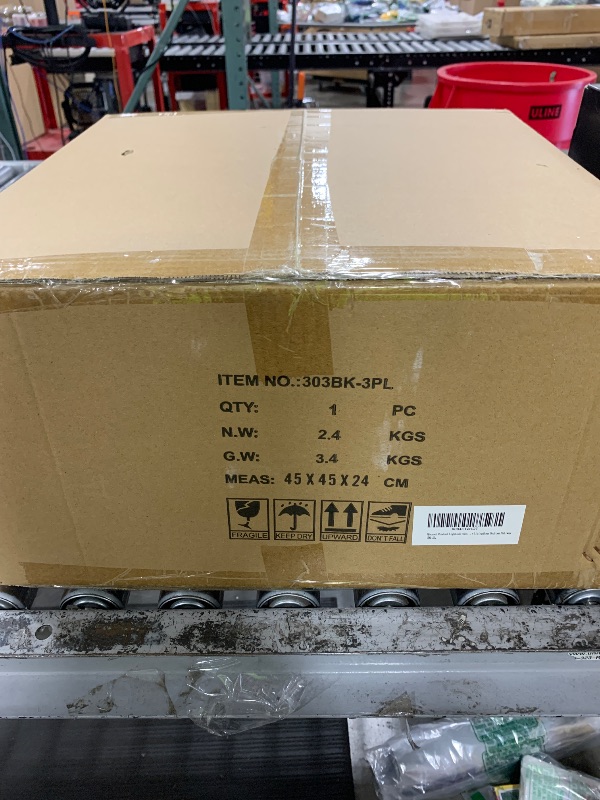 ULINE
ITEM NO.:303BK-3PL
QTY: 1 PC
N.W: 2.4 KGS
G.W: 3.4 KGS
MEAS: 45 X 45 X 24 CM
FRAGILE KEEP DRY UPWARD DON'T FALL